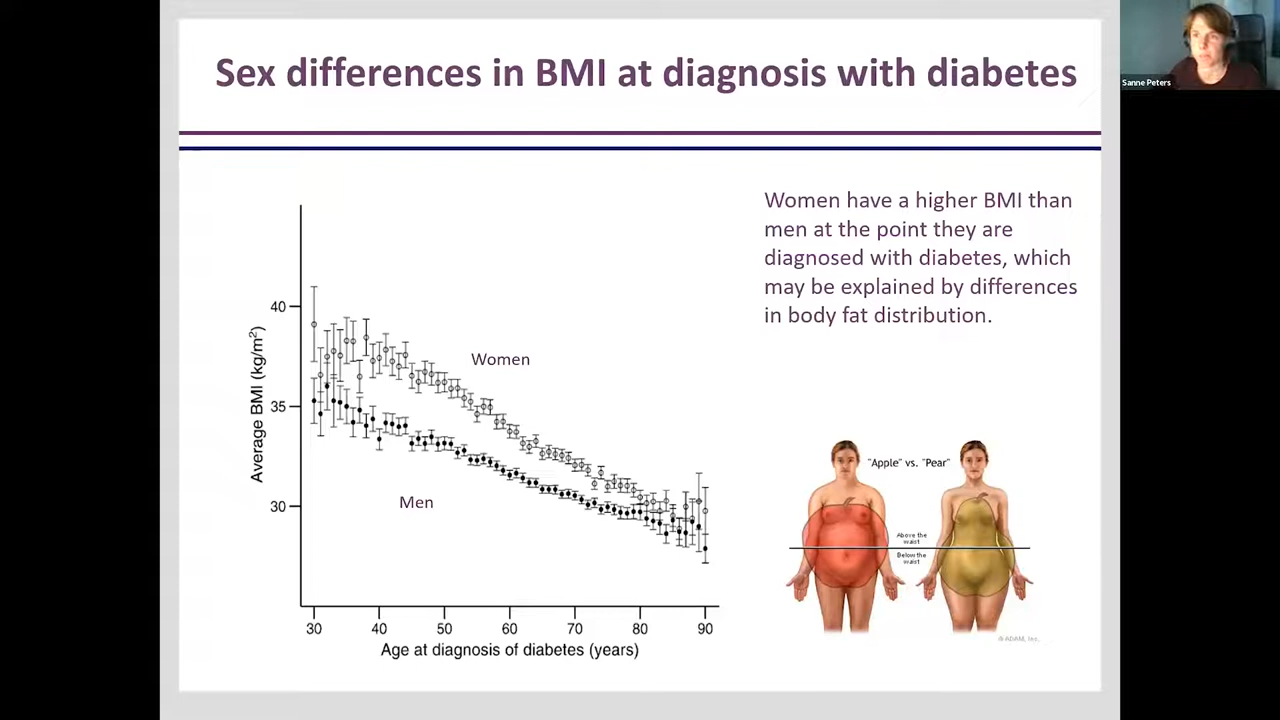 Sex differences in BMI at diagnosis with diabetes
Sanne Peters
Women have a higher BMI than
men at the point they are
diagnosed with diabetes, which
may be explained by differences
in body fat distribution.
Average BMI (kg/m²)
40
35
30
Women
Men
30 40 50 60 70 80 90
Age at diagnosis of diabetes (years)
"Apple" vs. "Pear"
Above the
waist
Below the
waist
© ADAM, Inc.